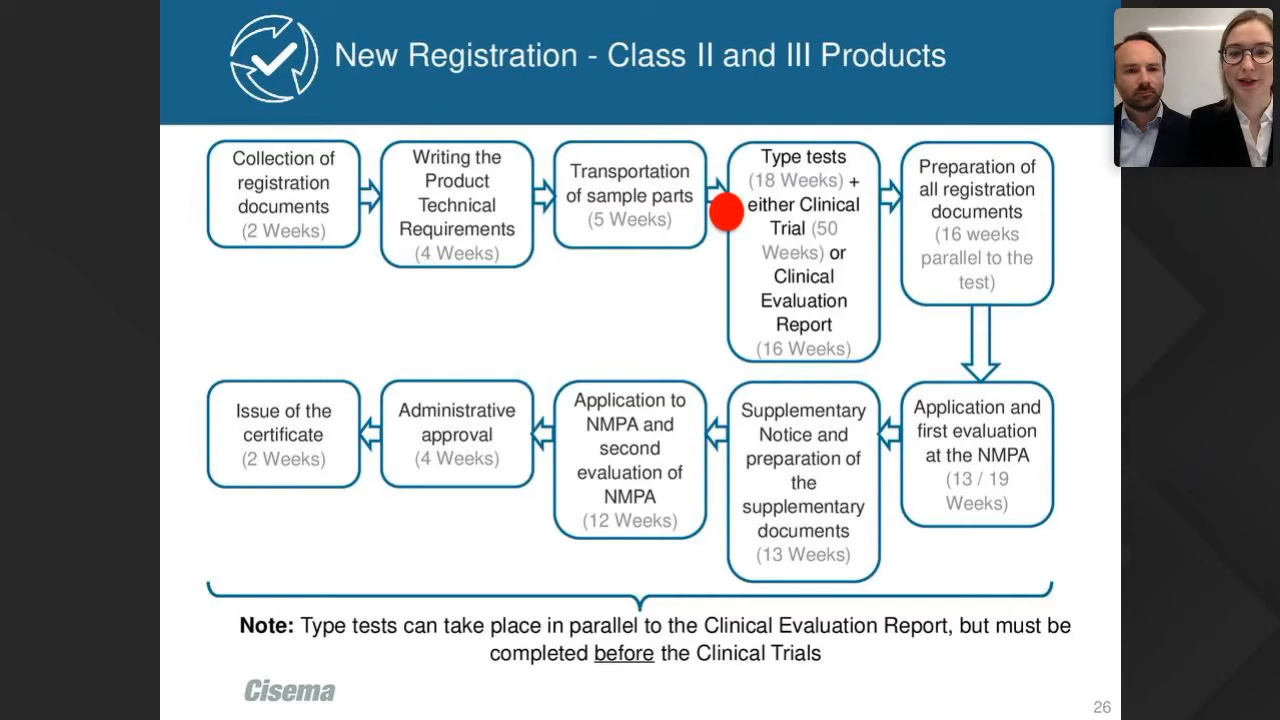 New Registration - Class II and III Products
Collection of
registration
documents
(2 Weeks)
Writing the
Product
Technical
Requirements
(4 Weeks)
Transportation
of sample parts
(5 Weeks)
Type tests
(18 Weeks) +
either Clinical
Trial (50
Weeks) or
Clinical
Evaluation
Report
(16 Weeks)
Preparation of
all registration
documents
(16 weeks
parallel to the
test)
Application and
first evaluation
at the NMPA
(13 / 19
Weeks)
Supplementary
Notice and
preparation of
the
supplementary
documents
(13 Weeks)
Application to
NMPA and
second
evaluation of
NMPA
(12 Weeks)
Administrative
approval
(4 Weeks)
Issue of the
certificate
(2 Weeks)
Note: Type tests can take place in parallel to the Clinical Evaluation Report, but must be
completed before the Clinical Trials
Cisema
26